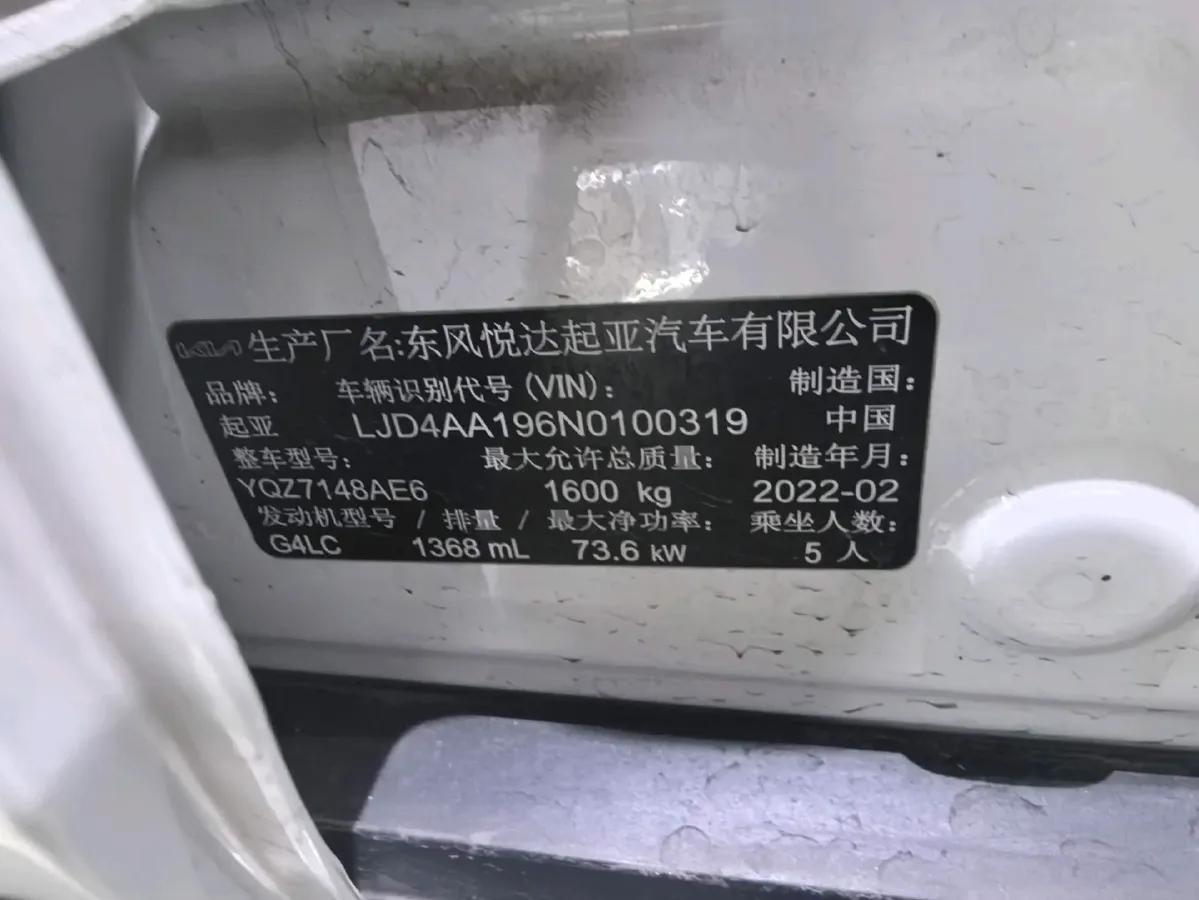 KIA 生产厂名:东风悦达起亚汽车有限公司
品牌: 车辆识别代号 (VIN): 制造国:
起亚 LJD4AA196N0100319 中国
整车型号: 最大允许总质量: 制造年月:
YQZ7148AE6 1600 kg 2022-02
发动机型号 / 排量 / 最大净功率: 乘坐人数:
G4LC 1368 mL 73.6 kW 5 人